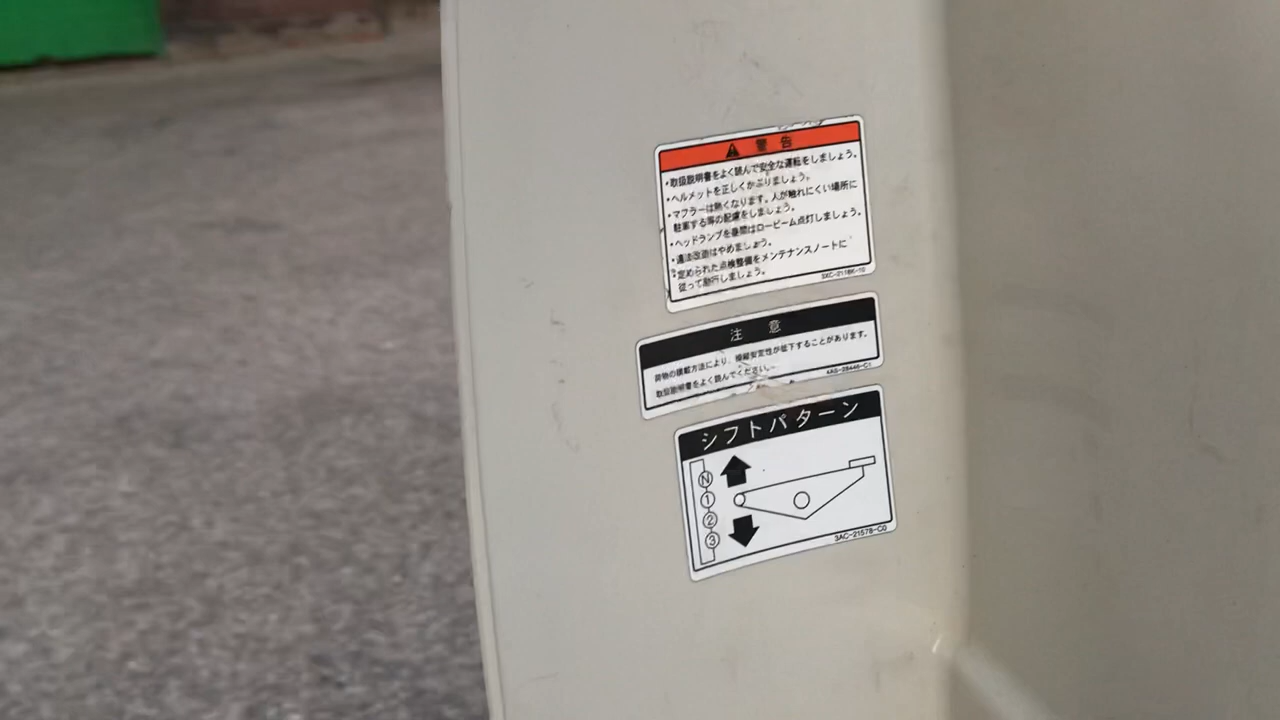 警告
・取扱説明書をよく読んで安全な運転をしましょう。
・ヘルメットを正しくかぶりましょう。
・マフラーは熱くなります。人が触れにくい場所に
駐車する等の配慮をしましょう。
・ヘッドランプを昼間はロービーム点灯しましょう。
・違法改造はやめましょう。
・定められた点検整備をメンテナンスノートに
従って励行しましょう。
3XC-2118K-10
注意
荷物の積載方法により、操縦安定性が低下することがあります。
取扱説明書をよく読んでください。
4AS-28446-C1
シフトパターン
N
1
2
3
3AC-21578-C0